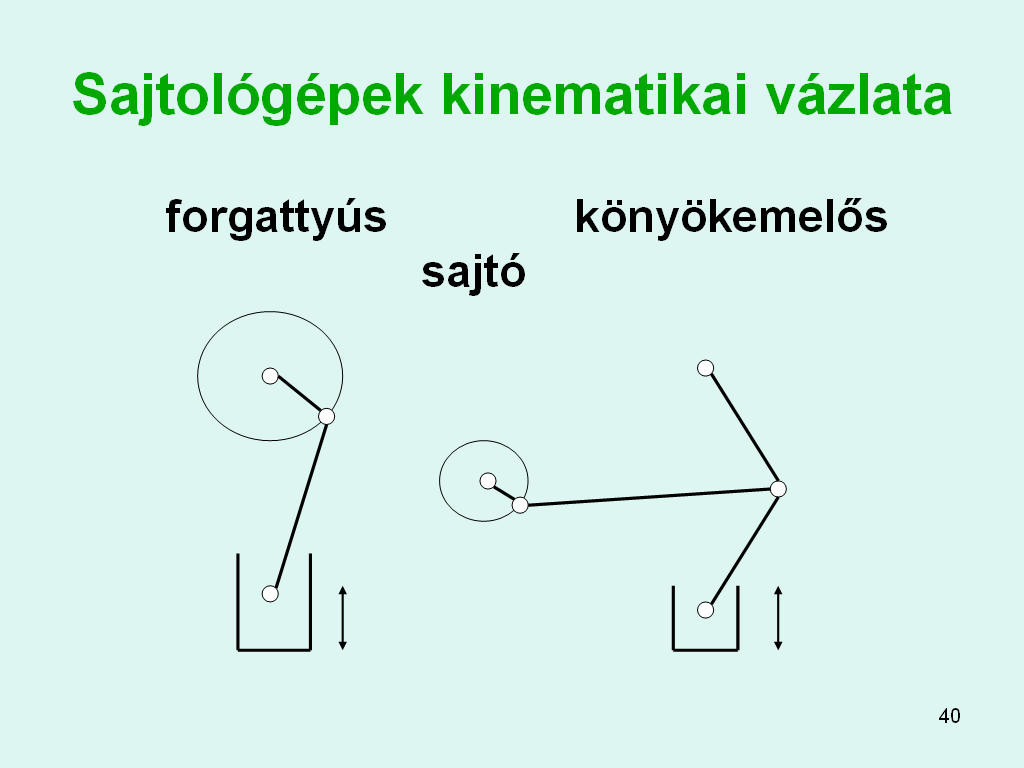 Sajtológépek kinematikai vázlata
forgattyús könyökemelős
sajtó
40